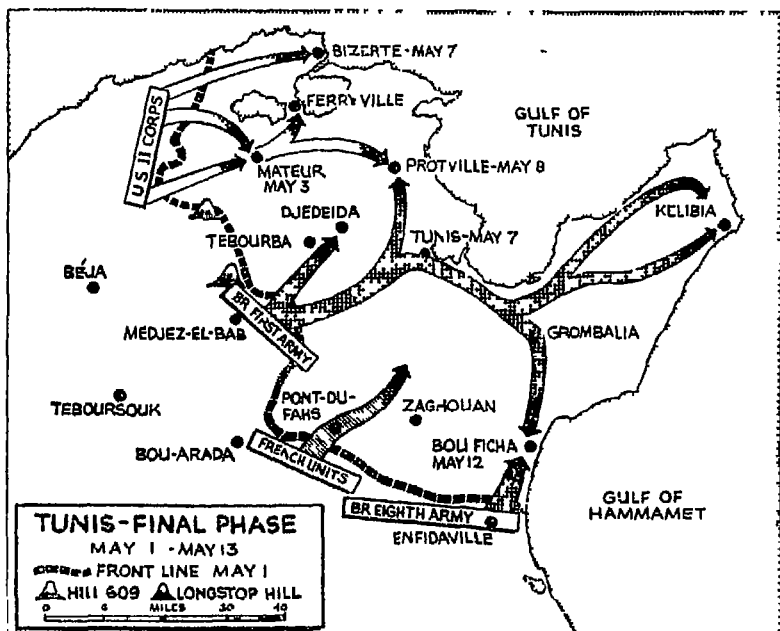 BIZERTE-MAY 7
FERRYVILLE
GULF OF
TUNIS
U S II CORPS
MATEUR
MAY 3
PROTVILLE-MAY 8
DJEDEIDA
TEBOURBA
TUNIS-MAY 7
KELIBIA
BÉJA
BR. FIRST ARMY
MEDJEZ-EL-BAB
GROMBALIA
PONT-DU-
FAHS
ZAGHOUAN
TEBOURSOUK
BOU-ARADA
FRENCH UNITS
BOU FICHA
MAY 12
BR. EIGHTH ARMY
ENFIDAVILLE
GULF OF
HAMMAMET
TUNIS-FINAL PHASE
MAY 1 - MAY 13
FRONT LINE MAY 1
HILL 609 LONGSTOP HILL
0 MILES 30 40